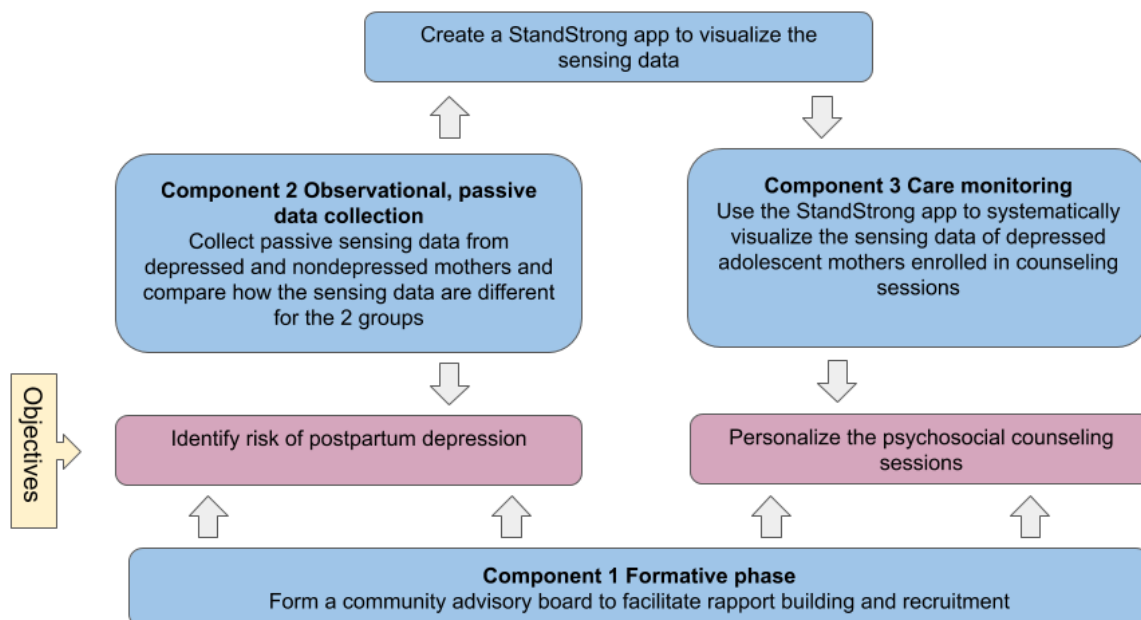 Create a StandStrong app to visualize the
sensing data
Component 2 Observational, passive
data collection
Collect passive sensing data from
depressed and nondepressed mothers and
compare how the sensing data are different
for the 2 groups
Component 3 Care monitoring
Use the StandStrong app to systematically
visualize the sensing data of depressed
adolescent mothers enrolled in counseling
sessions
Objectives
Identify risk of postpartum depression
Personalize the psychosocial counseling
sessions
Component 1 Formative phase
Form a community advisory board to facilitate rapport building and recruitment